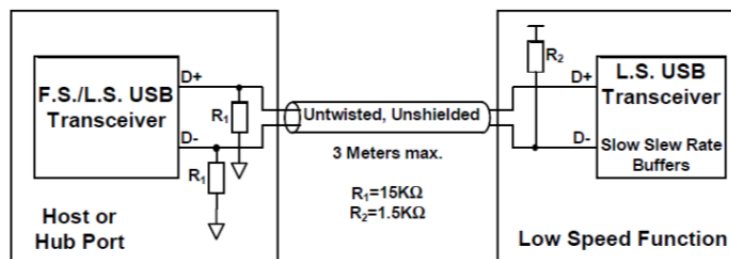 F.S./L.S. USB
Transceiver
D+
D-
R1
R1
Host or
Hub Port
Untwisted, Unshielded
3 Meters max.
R1=15KΩ
R2=1.5KΩ
R2
D+
D-
L.S. USB
Transceiver
Slow Slew Rate
Buffers
Low Speed Function